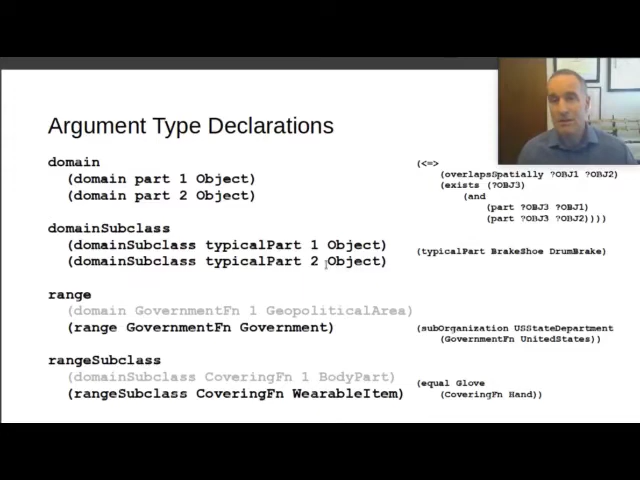 Argument Type Declarations
domain
(domain part 1 Object)
(domain part 2 Object)
domainSubclass
(domainSubclass typicalPart 1 Object)
(domainSubclass typicalPart 2 Object)
range
(domain GovernmentFn 1 GeopoliticalArea)
(range GovernmentFn Government)
rangeSubclass
(domainSubclass CoveringFn 1 BodyPart)
(rangeSubclass CoveringFn WearableItem)
(<=>
(overlapsSpatially ?OBJ1 ?OBJ2)
(exists (?OBJ3)
(and
(part ?OBJ3 ?OBJ1)
(part ?OBJ3 ?OBJ2))))
(typicalPart BrakeShoe DrumBrake)
(subOrganization USStateDepartment
(GovernmentFn UnitedStates))
(equal Glove
(CoveringFn Hand))